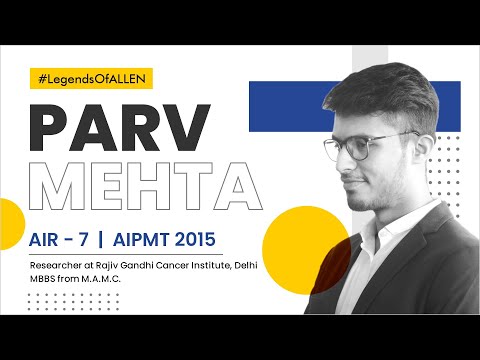 #LegendsOfALLEN
PARV
MEHTA
AIR - 7 | AIPMT 2015
Researcher at Rajiv Gandhi Cancer Institute, Delhi
MBBS from M.A.M.C.